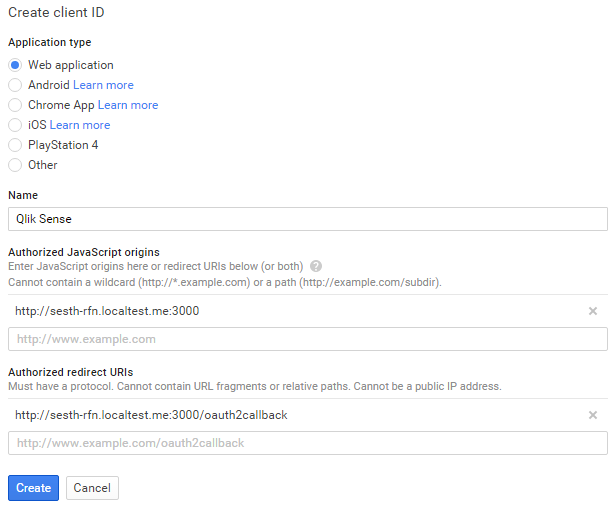 Create client ID
Application type
Web application
Android Learn more
Chrome App Learn more
iOS Learn more
PlayStation 4
Other
Name
Qlik Sense
Authorized JavaScript origins
Enter JavaScript origins here or redirect URIs below (or both) ?
Cannot contain a wildcard (http://*.example.com) or a path (http://example.com/subdir).
http://sesth-rfn.localtest.me:3000
http://www.example.com
Authorized redirect URIs
Must have a protocol. Cannot contain URL fragments or relative paths. Cannot be a public IP address.
http://sesth-rfn.localtest.me:3000/oauth2callback
http://www.example.com/oauth2callback
Create Cancel